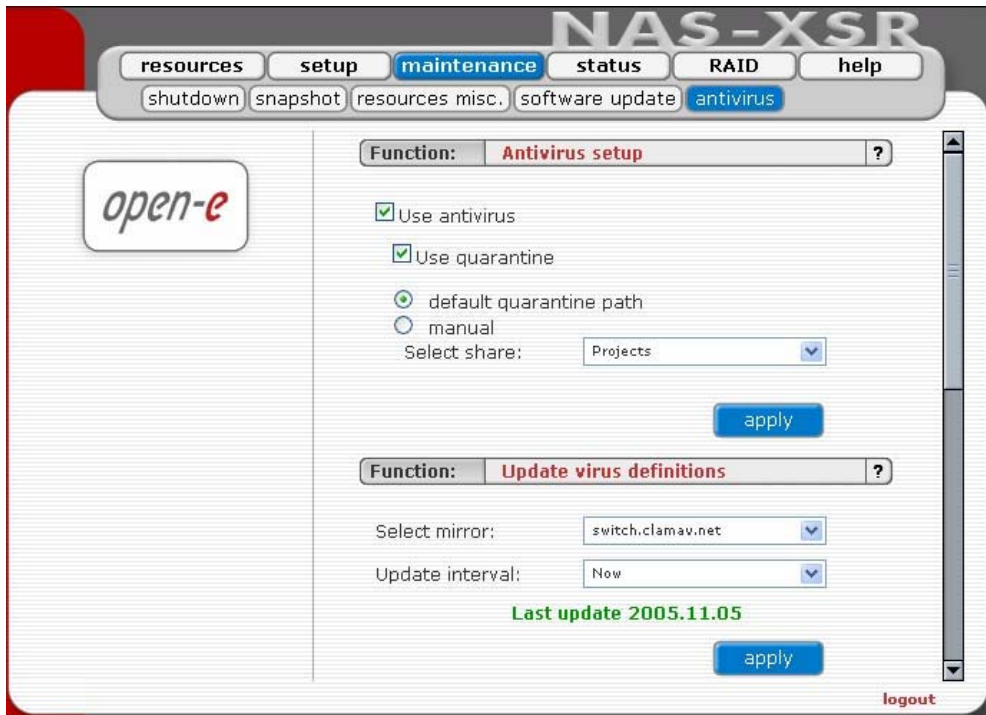 NAS-XSR
resources setup maintenance status RAID help
shutdown snapshot resources misc. software update antivirus
open-e
Function: Antivirus setup ?
Use antivirus
Use quarantine
default quarantine path
manual
Select share: Projects
apply
Function: Update virus definitions ?
Select mirror: switch.clamav.net
Update interval: Now
Last update 2005.11.05
apply
logout